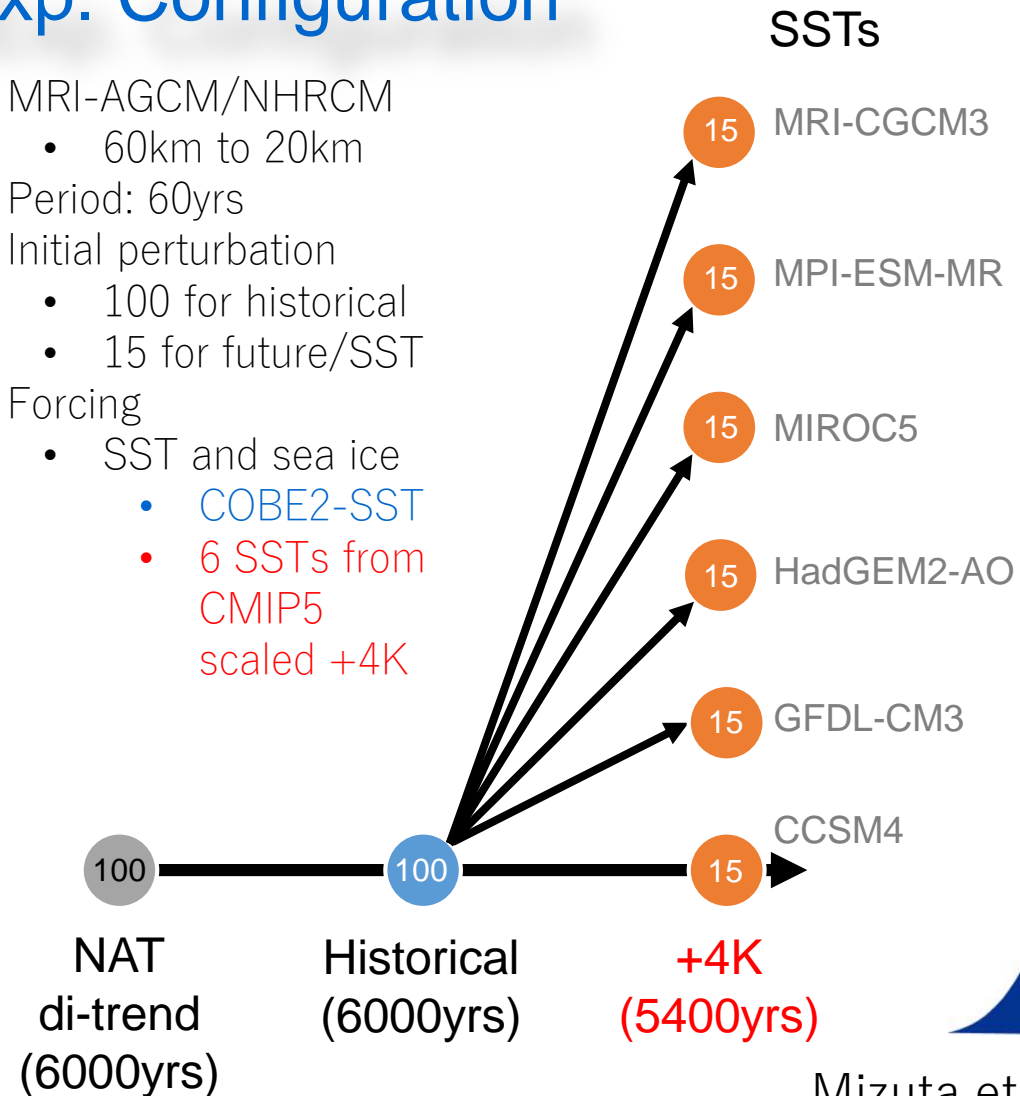 xp. Configuration
SSTs
MRI-AGCM/NHRCM
• 60km to 20km
Period: 60yrs
Initial perturbation
• 100 for historical
• 15 for future/SST
Forcing
• SST and sea ice
• COBE2-SST
• 6 SSTs from
CMIP5
scaled +4K
15 MRI-CGCM3
15 MPI-ESM-MR
15 MIROC5
15 HadGEM2-AO
15 GFDL-CM3
CCSM4
100
100
15
NAT
di-trend
(6000yrs)
Historical
(6000yrs)
+4K
(5400yrs)
Mizuta et